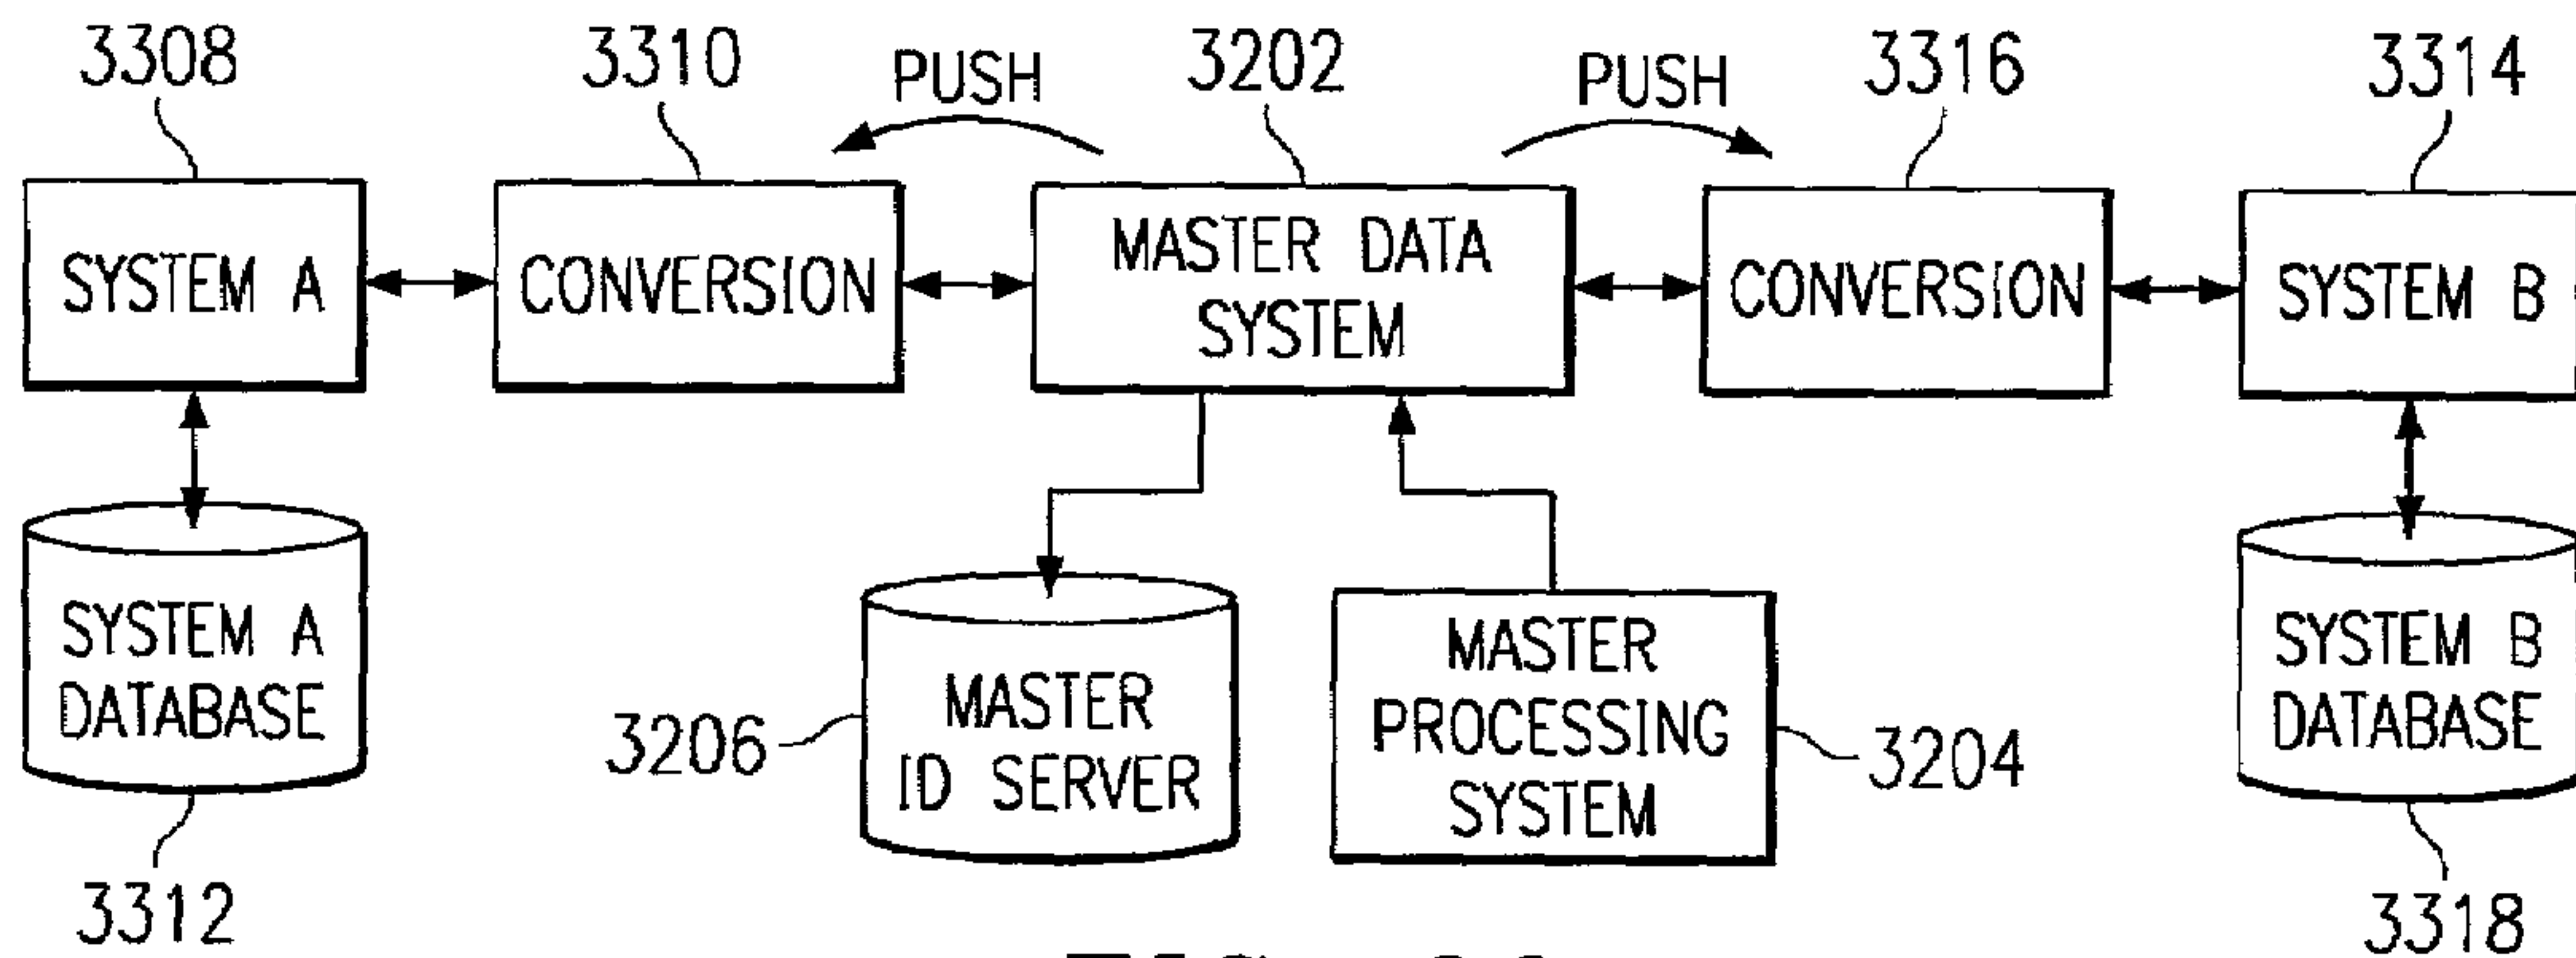 3308
3310
PUSH
3202
PUSH
3316
3314
SYSTEM A
CONVERSION
MASTER DATA
SYSTEM
CONVERSION
SYSTEM B
SYSTEM A
DATABASE
3312
3206
MASTER
ID SERVER
MASTER
PROCESSING
SYSTEM
3204
SYSTEM B
DATABASE
3318